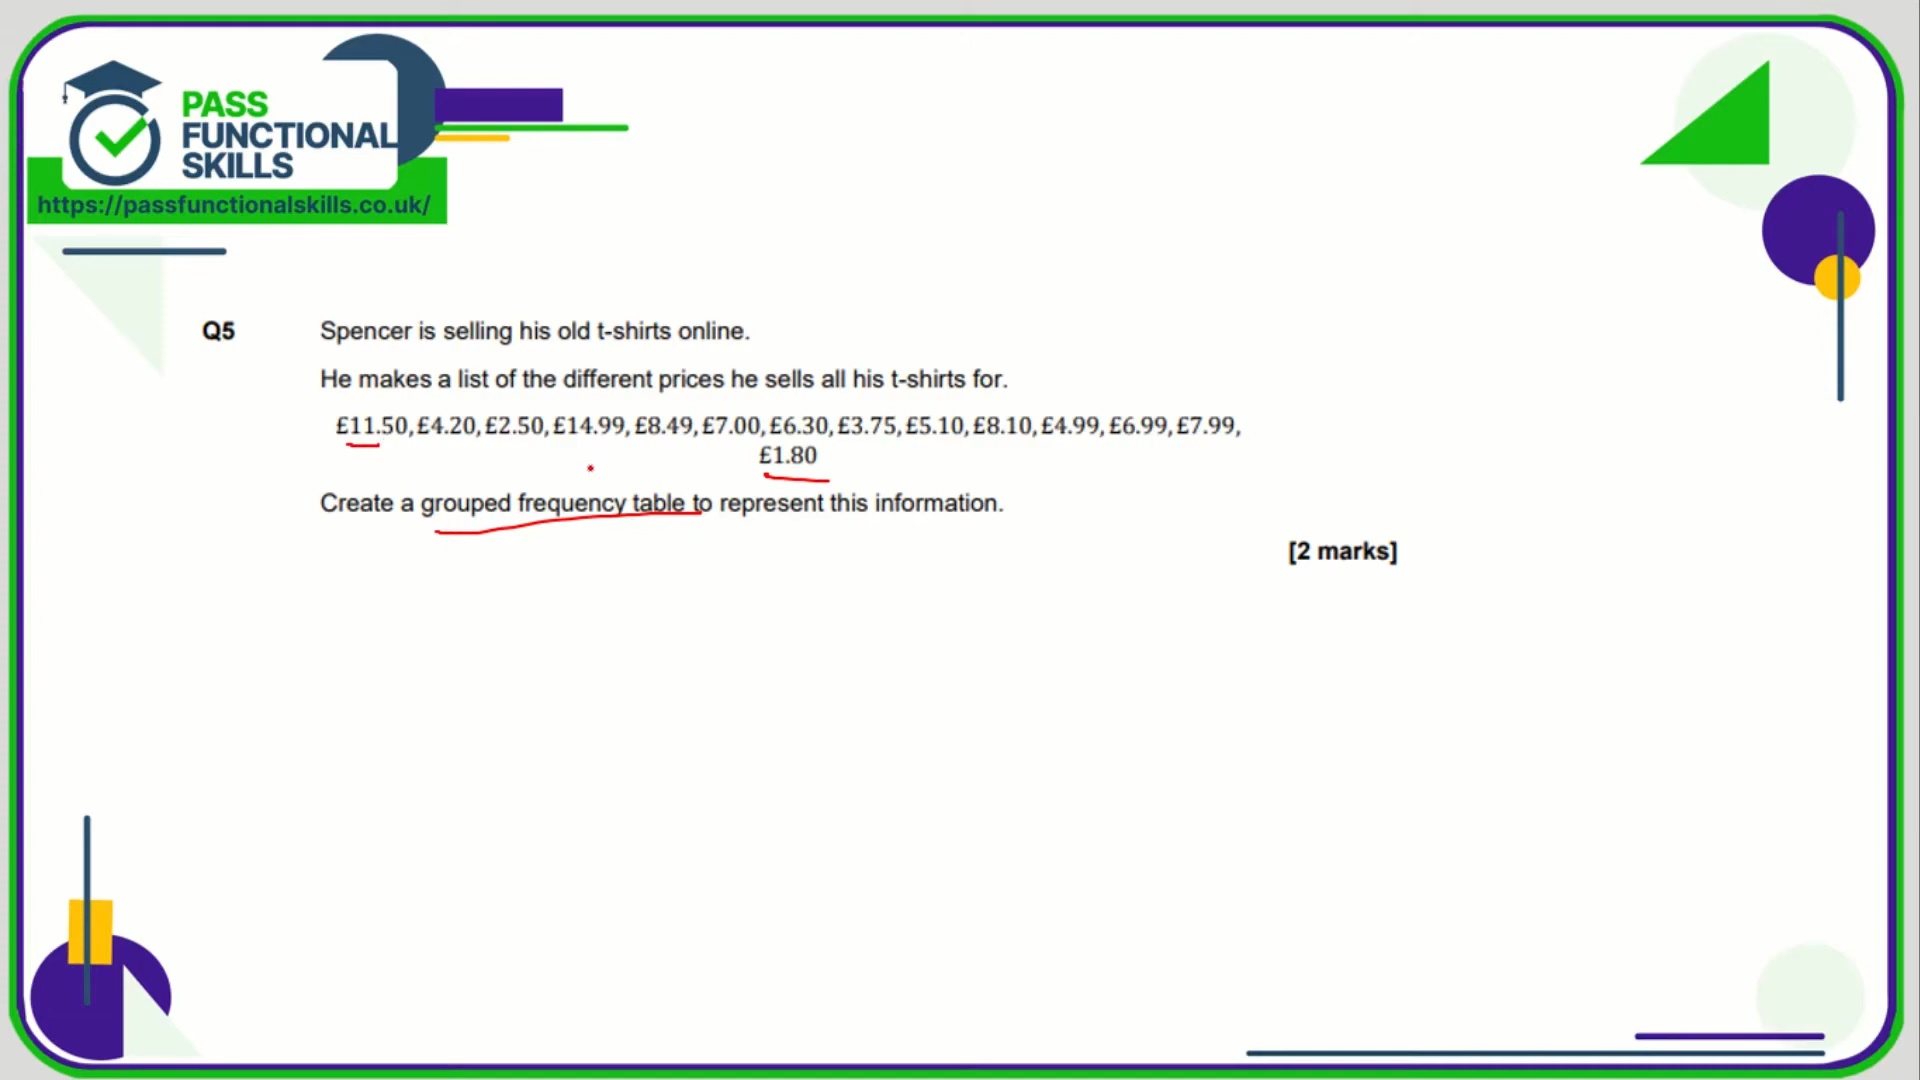 PASS
FUNCTIONAL
SKILLS
https://passfunctionalskills.co.uk/
Q5 Spencer is selling his old t-shirts online.
He makes a list of the different prices he sells all his t-shirts for.
£11.50, £4.20, £2.50, £14.99, £8.49, £7.00, £6.30, £3.75, £5.10, £8.10, £4.99, £6.99, £7.99,
£1.80
Create a grouped frequency table to represent this information.
[2 marks]